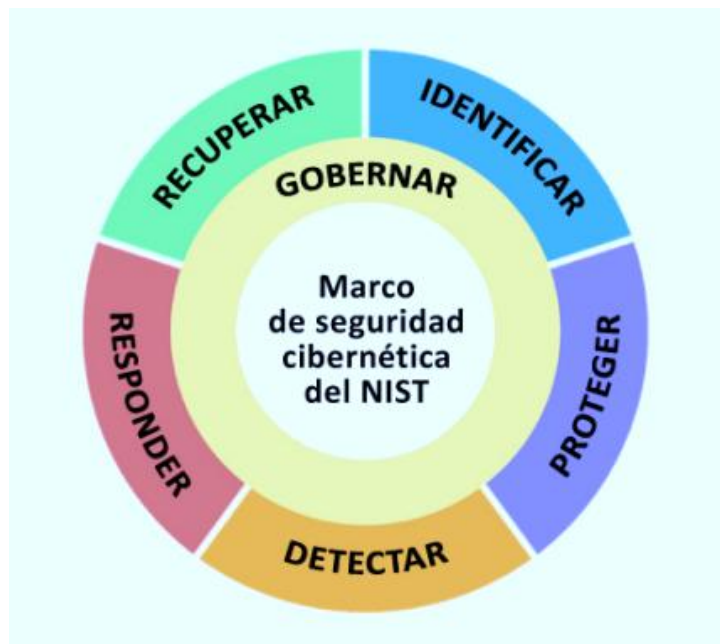 RECUPERAR
IDENTIFICAR
GOBERNAR
Marco
de seguridad
cibernética
del NIST
RESPONDER
PROTEGER
DETECTAR